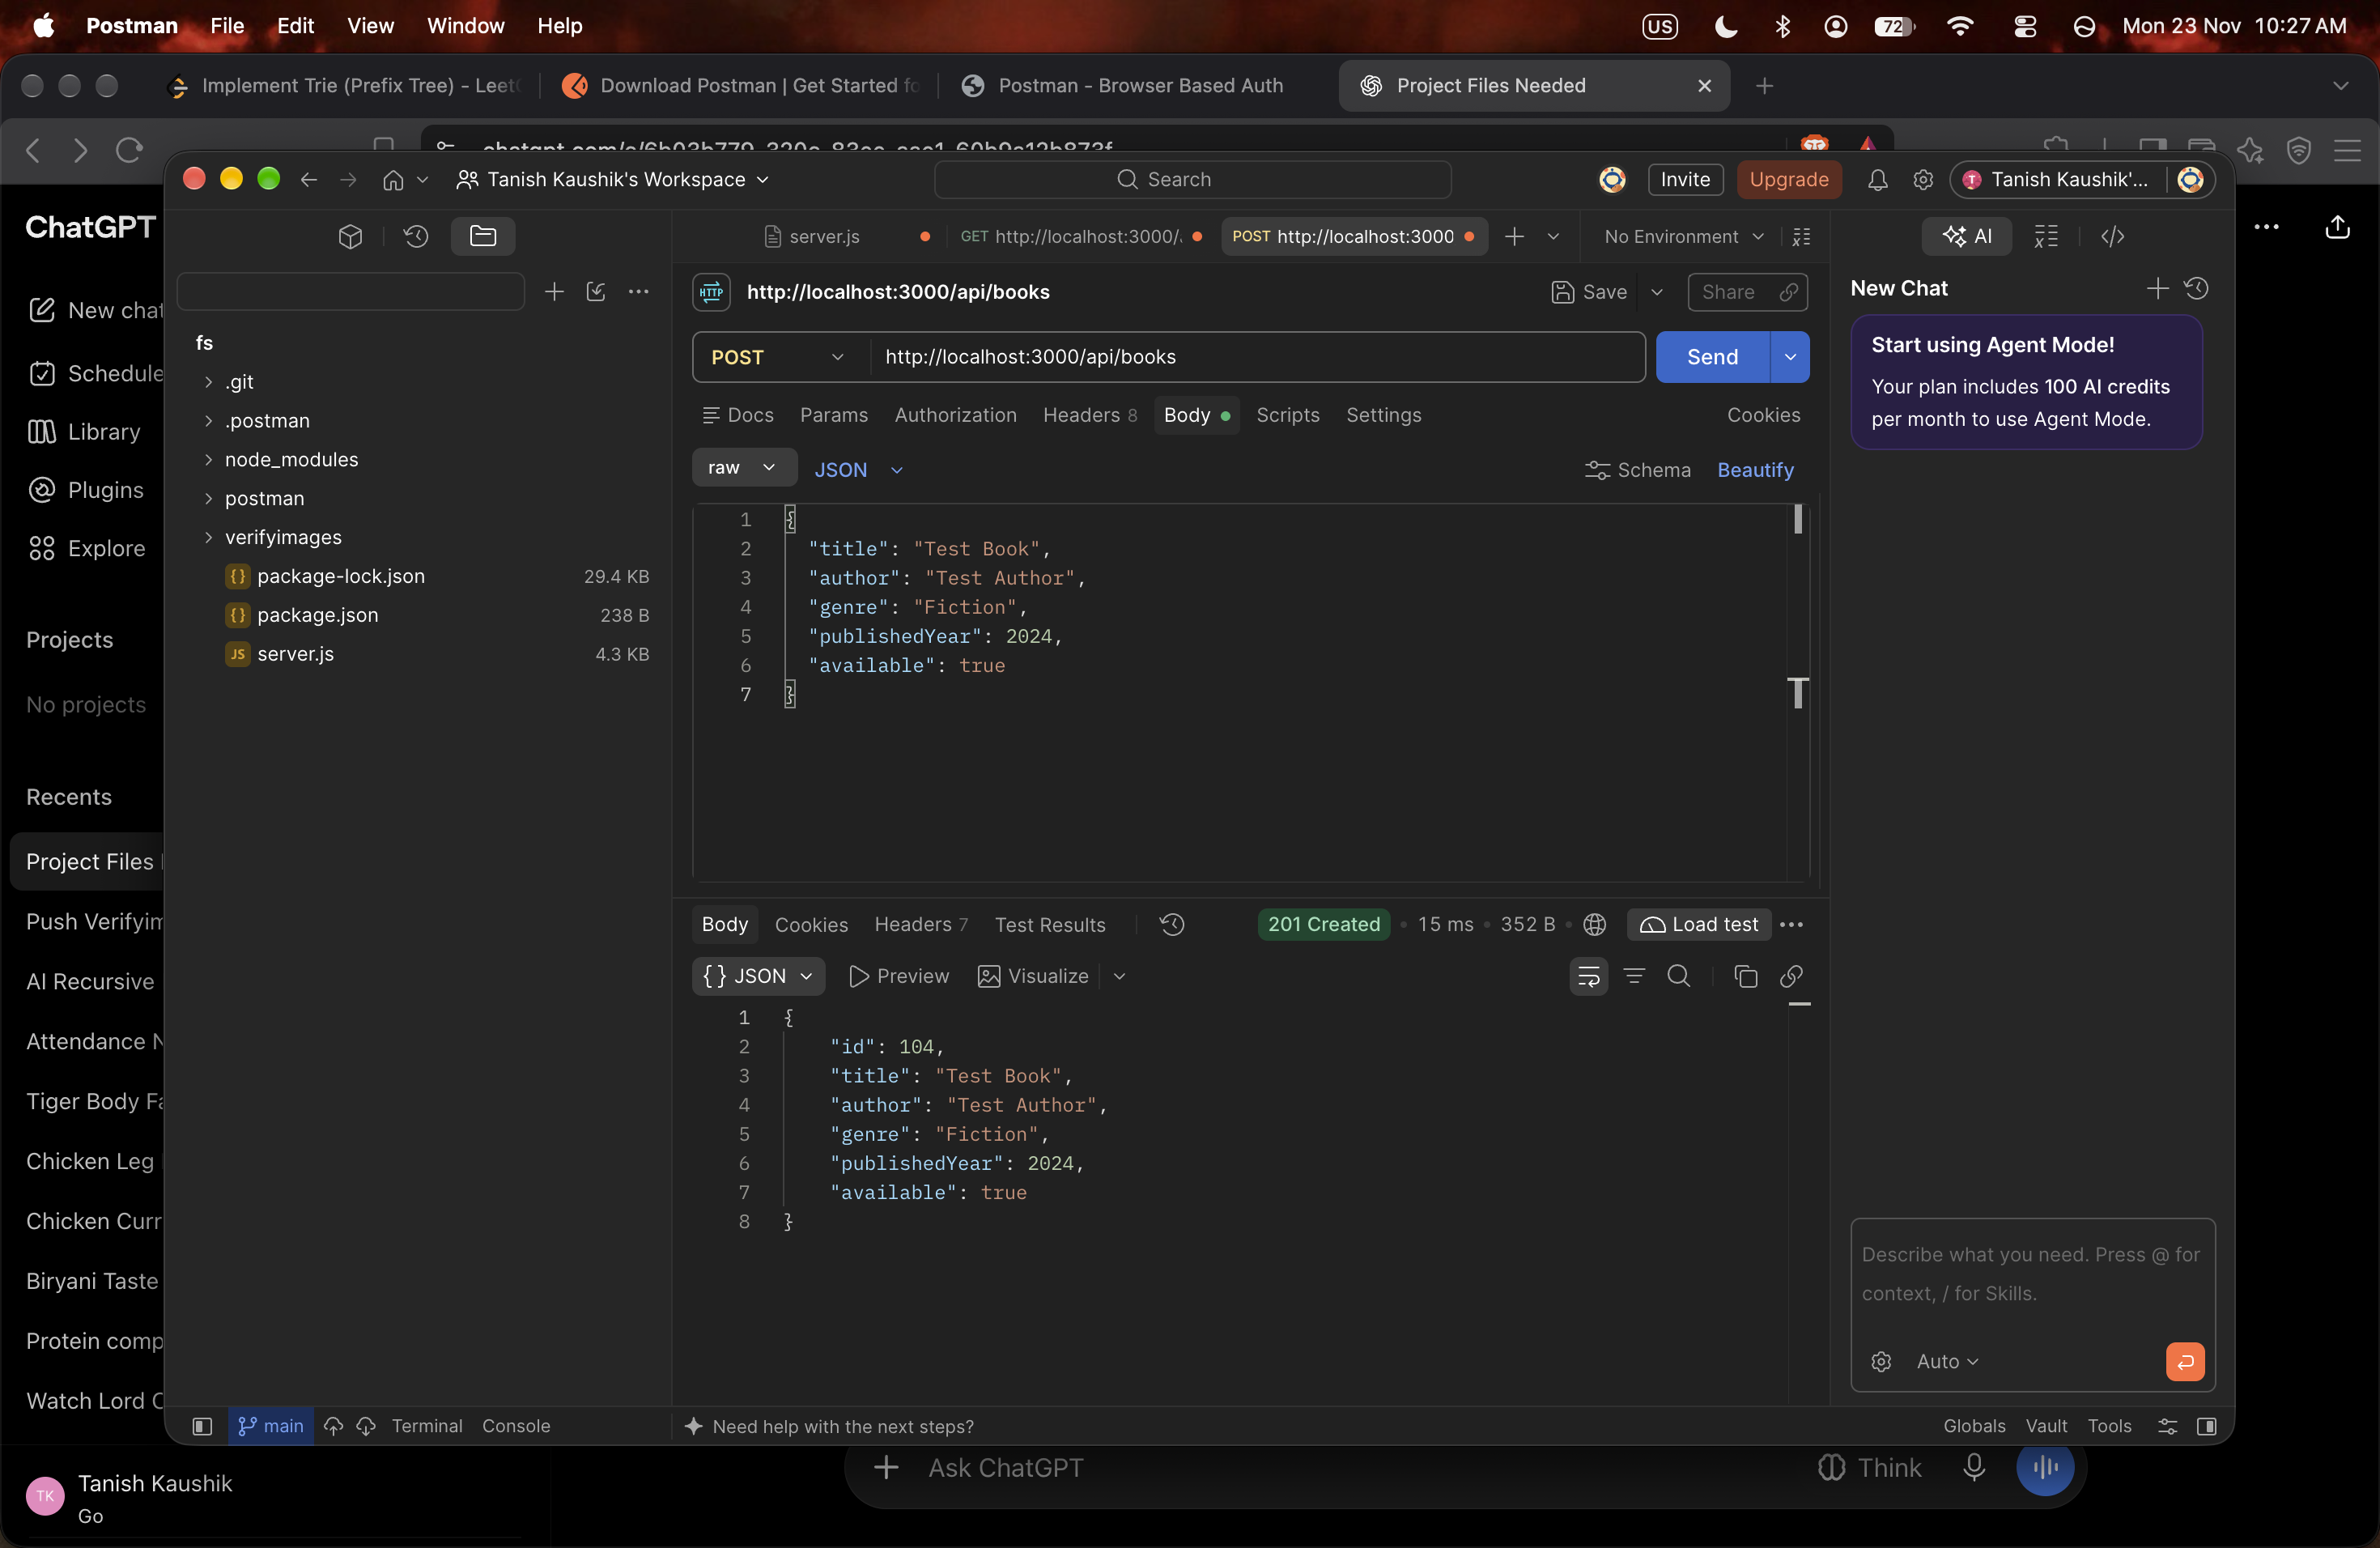 Postman File Edit View Window Help
US 72 Mon 23 Nov 10:27 AM
Implement Trie (Prefix Tree) - Leet
Download Postman | Get Started fo
Postman - Browser Based Auth
Project Files Needed
ChatGPT
New chat
Schedule
Library
Plugins
Explore
Projects
No projects
Recents
Project Files
Push Verifyim
AI Recursive
Attendance N
Tiger Body Fa
Chicken Leg
Chicken Curr
Biryani Taste
Protein comp
Watch Lord
TK
Tanish Kaushik
Go
Tanish Kaushik's Workspace
Search
Invite
Upgrade
T Tanish Kaushik'...
fs
.git
.postman
node_modules
postman
verifyimages
{} package-lock.json 29.4 KB
{} package.json 238 B
JS server.js 4.3 KB
server.js
GET http://localhost:3000/
POST http://localhost:3000
No Environment
HTTP http://localhost:3000/api/books
Save
Share
POST http://localhost:3000/api/books
Send
Docs Params Authorization Headers 8 Body Scripts Settings Cookies
raw JSON Schema Beautify
1 {
2 "title": "Test Book",
3 "author": "Test Author",
4 "genre": "Fiction",
5 "publishedYear": 2024,
6 "available": true
7 }
Body Cookies Headers 7 Test Results
201 Created • 15 ms • 352 B • Load test
{} JSON Preview Visualize
1 {
2 "id": 104,
3 "title": "Test Book",
4 "author": "Test Author",
5 "genre": "Fiction",
6 "publishedYear": 2024,
7 "available": true
8 }
AI
New Chat
Start using Agent Mode!
Your plan includes 100 AI credits
per month to use Agent Mode.
Describe what you need. Press @ for
context, / for Skills.
Auto
main Terminal Console
Need help with the next steps?
Globals Vault Tools
Ask ChatGPT
Think